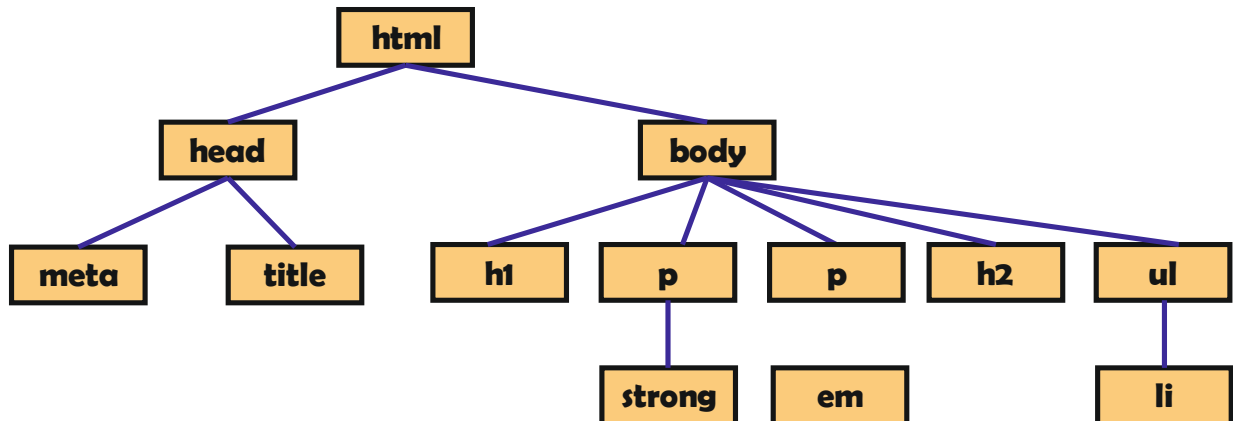 html
head body
meta title h1 p p h2 ul
strong em li